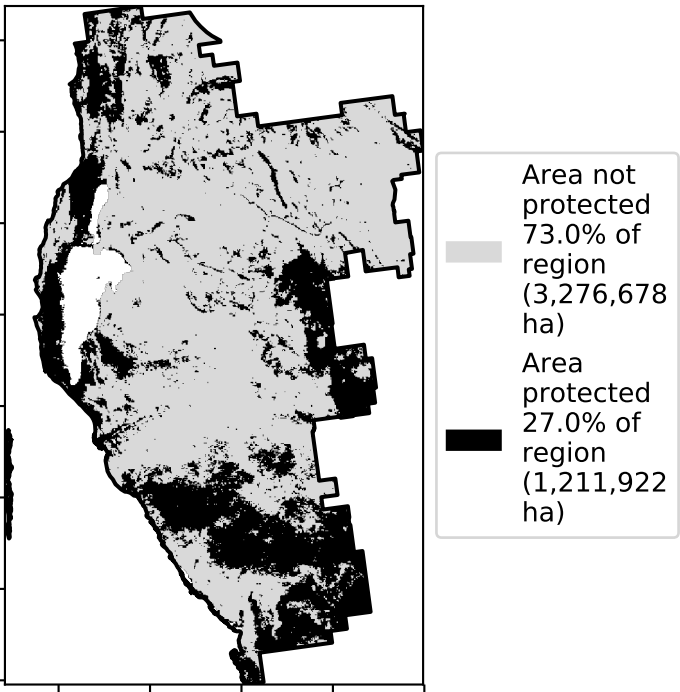 Area not
protected
73.0% of
region
(3,276,678
ha)
Area
protected
27.0% of
region
(1,211,922
ha)